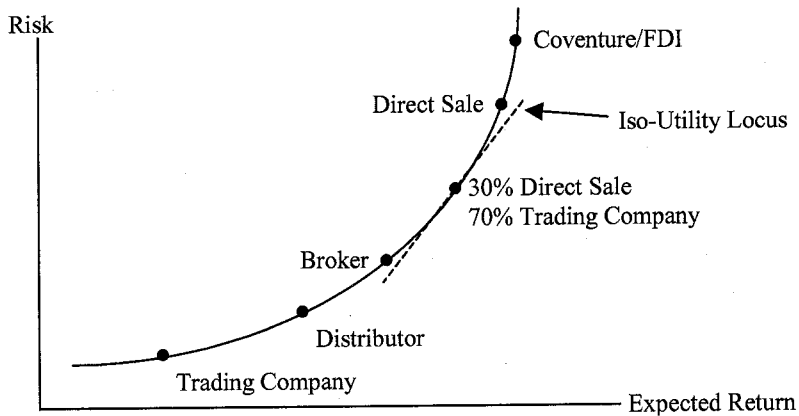 Risk
Coventure/FDI
Direct Sale
Iso-Utility Locus
30% Direct Sale
70% Trading Company
Broker
Distributor
Trading Company
Expected Return